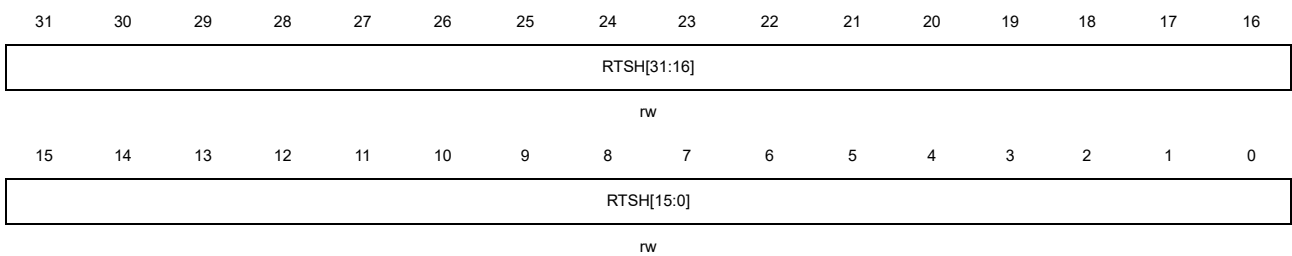 31 30 29 28 27 26 25 24 23 22 21 20 19 18 17 16
RTSH[31:16]
rw
15 14 13 12 11 10 9 8 7 6 5 4 3 2 1 0
RTSH[15:0]
rw